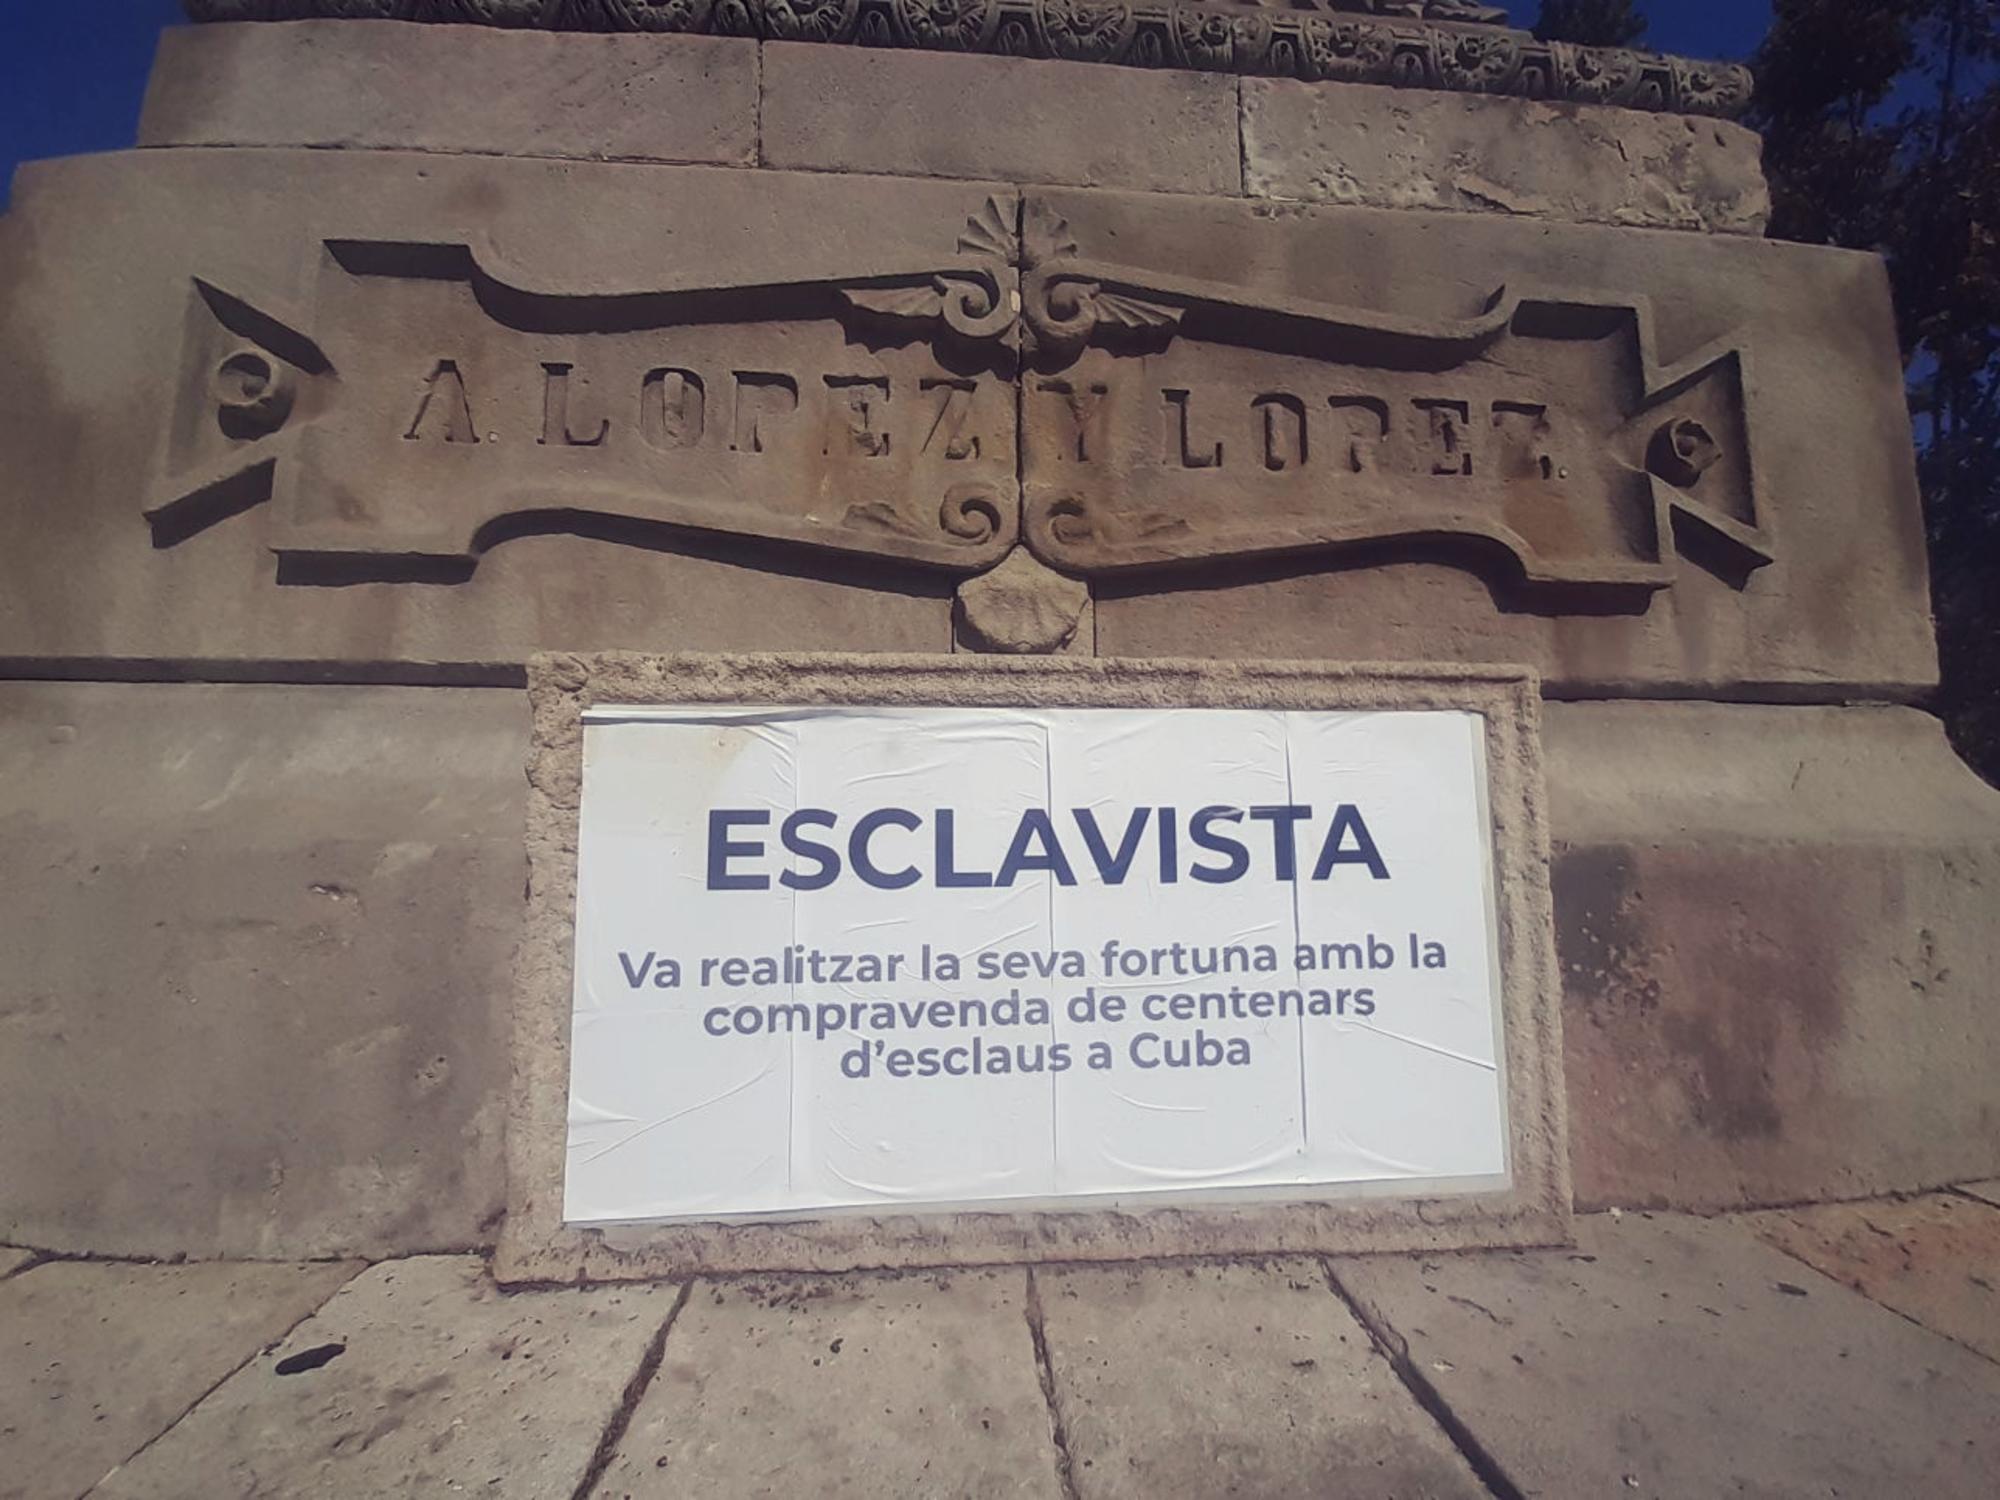 A. LOPEZ Y LOPEZ.
ESCLAVISTA
Va realitzar la seva fortuna amb la
compravenda de centenars
d'esclaus a Cuba